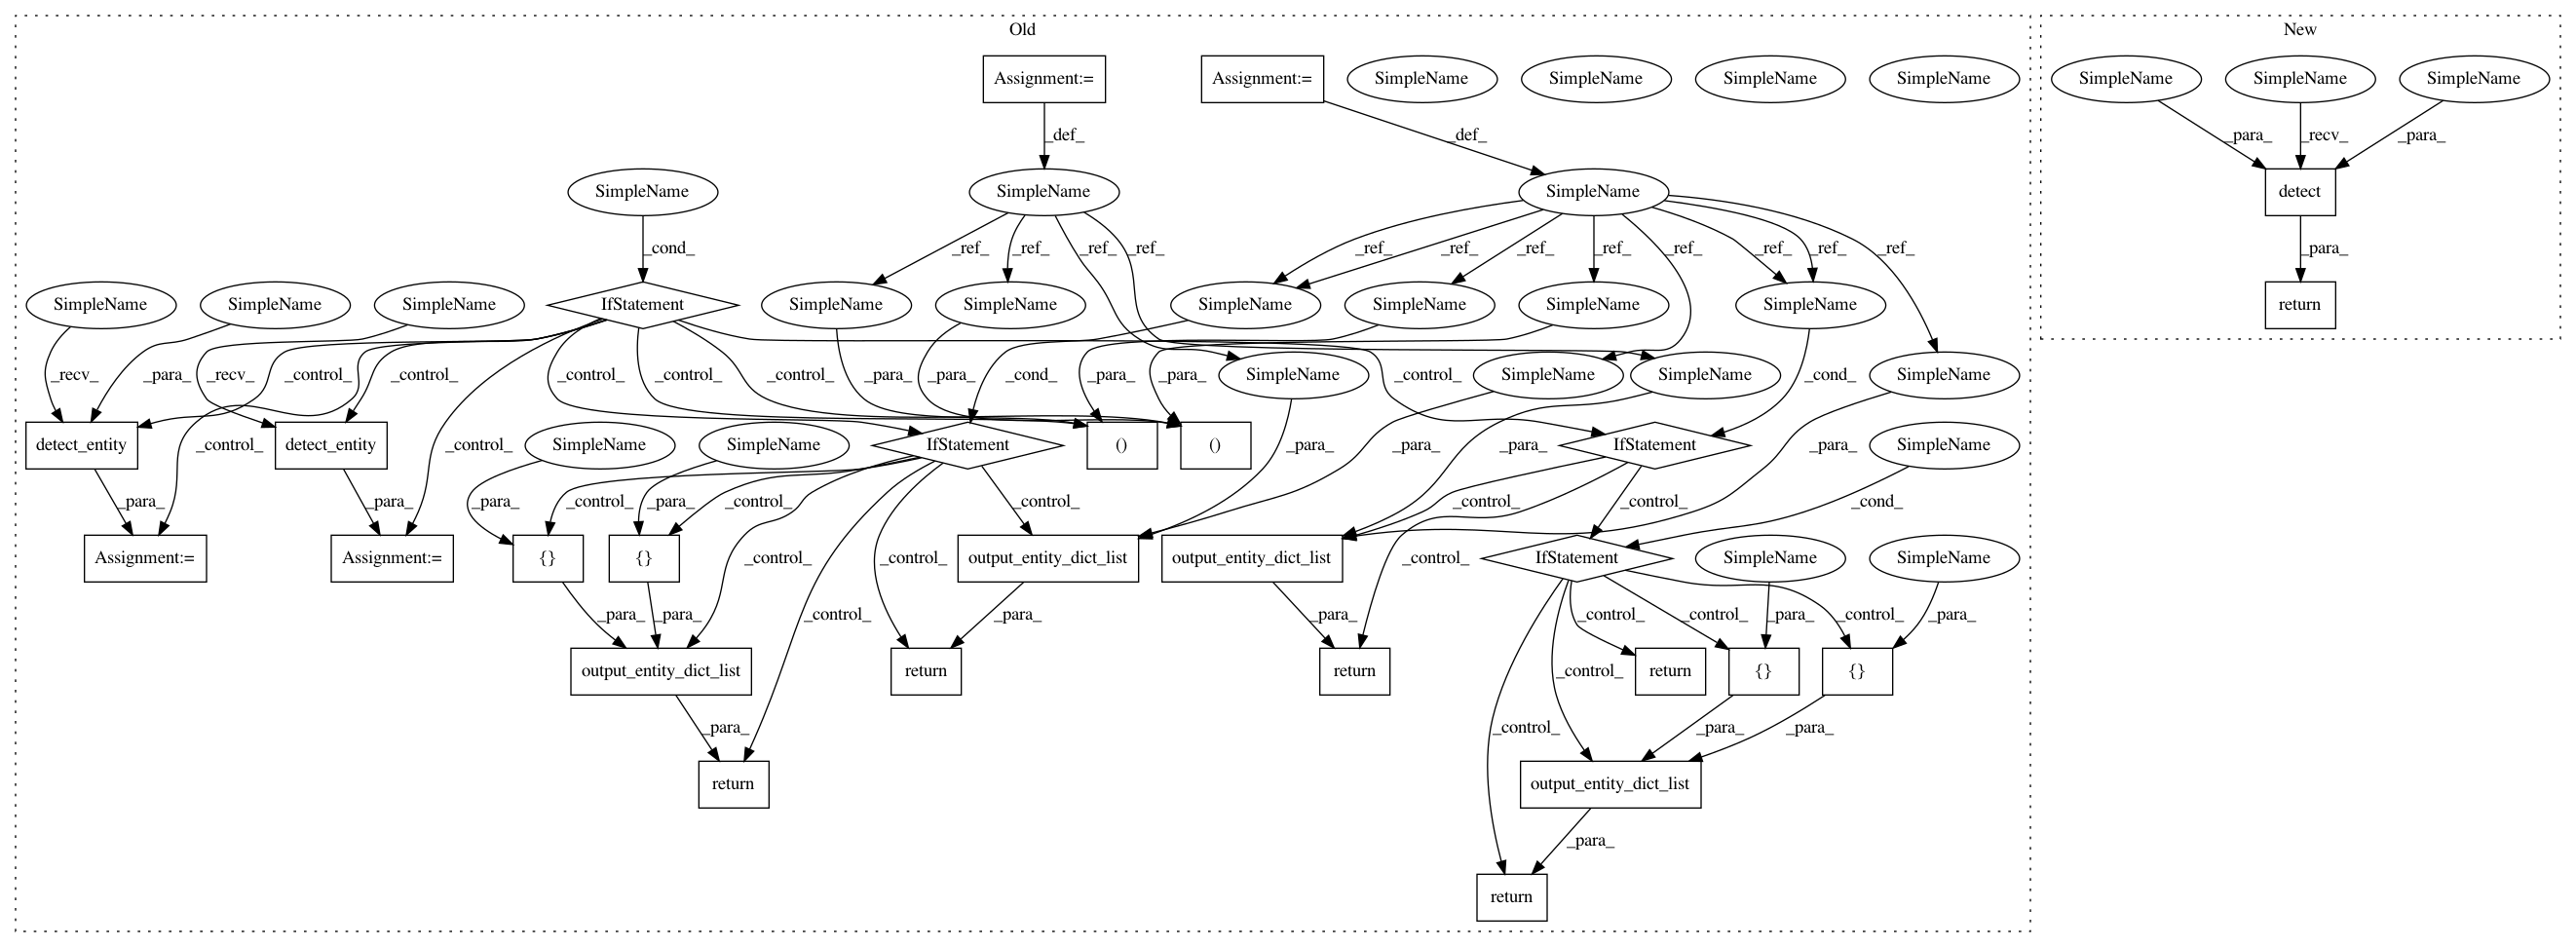 Old
New
Assignment:=
Assignment:=
SimpleName
SimpleName
SimpleName
SimpleName
SimpleName
SimpleName
SimpleName
_def_
_def_
_para_
_recv_
_para_
SimpleName
SimpleName
SimpleName
detect
_cond_
_ref_
_ref_
_ref_
_ref_
_ref_
_ref_
_ref_
_ref_
_ref_
_ref_
_ref_
_para_
SimpleName
SimpleName
SimpleName
IfStatement
SimpleName
SimpleName
SimpleName
SimpleName
SimpleName
SimpleName
return
_recv_
_para_
_recv_
_control_
_control_
_control_
_control_
_control_
_para_
_para_
_cond_
_para_
_para_
SimpleName
_control_
SimpleName
SimpleName
_cond_
SimpleName
detect_entity
_control_
detect_entity
_control_
SimpleName
SimpleName
IfStatement
()
()
_para_
_para_
_para_
IfStatement
_para_
SimpleName
_para_
_para_
_para_
_control_
_para_
_control_
_control_
_control_
_control_
_cond_
Assignment:=
Assignment:=
{}
{}
_control_
_control_
output_entity_dict_list
output_entity_dict_list
_control_
IfStatement
SimpleName
SimpleName
_para_
_para_
_control_
_para_
_para_
_control_
_control_
_para_
_control_
_para_
output_entity_dict_list
return
return
_control_
return
{}
{}
_para_
_control_
_para_
_para_
return
output_entity_dict_list
_para_
return